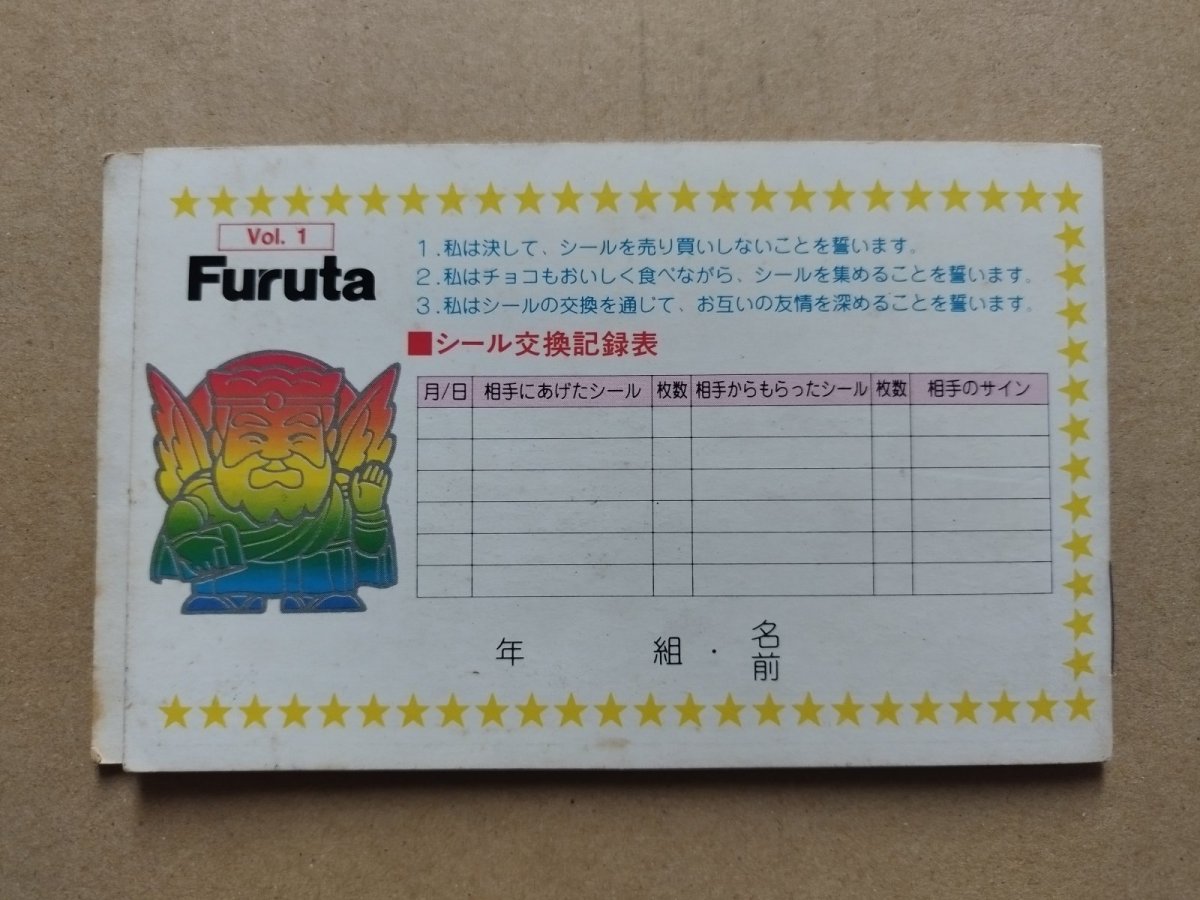 Vol. 1
Furuta
1.私は決して、シールを売り買いしないことを誓います。
2.私はチョコもおいしく食べながら、シールを集めることを誓います。
3.私はシールの交換を通じて、お互いの友情を深めることを誓います。
■シール交換記録表
月/日 相手にあげたシール 枚数 相手からもらったシール 枚数 相手のサイン
年 組・名前